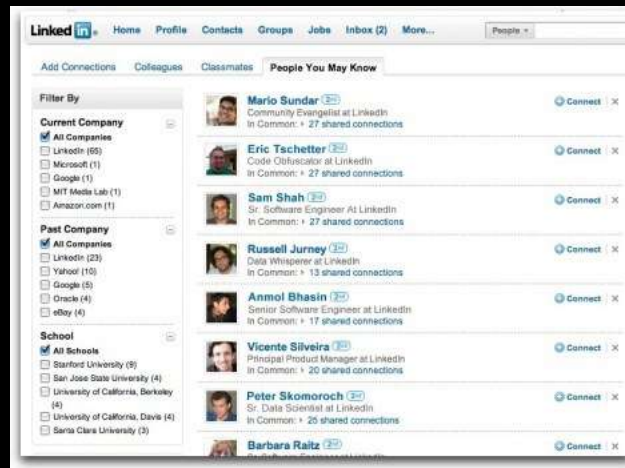 Linked in Home Profile Contacts Groups Jobs Inbox (2) More... People
Add Connections Colleagues Classmates People You May Know
Filter By
Current Company
All Companies
LinkedIn (65)
Microsoft (1)
Google (1)
MIT Media Lab (1)
Amazon.com (1)
Past Company
All Companies
LinkedIn (23)
Yahoo! (10)
Google (5)
Oracle (4)
eBay (4)
School
All Schools
Stanford University (9)
San Jose State University (4)
University of California, Berkeley
(4)
University of California, Davis (4)
Santa Clara University (3)
Mario Sundar 2nd Connect
Community Evangelist at LinkedIn
In Common: 27 shared connections
Eric Tschetter 2nd Connect
Code Obfuscator at LinkedIn
In Common: 27 shared connections
Sam Shah 2nd Connect
Sr. Software Engineer At LinkedIn
In Common: 27 shared connections
Russell Jurney 2nd Connect
Data Whisperer at LinkedIn
In Common: 13 shared connections
Anmol Bhasin 2nd Connect
Senior Software Engineer at LinkedIn
In Common: 17 shared connections
Vicente Silveira 2nd Connect
Principal Product Manager at LinkedIn
In Common: 20 shared connections
Peter Skomoroch 2nd Connect
Sr. Data Scientist at LinkedIn
In Common: 25 shared connections
Barbara Raitz 2nd